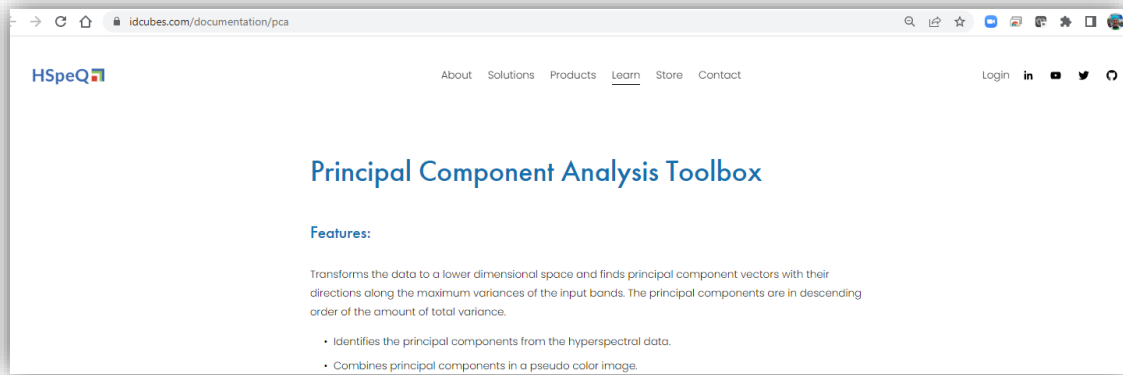 idcubes.com/documentation/pca
HSpeQ
About Solutions Products Learn Store Contact
Login in
Principal Component Analysis Toolbox
Features:
Transforms the data to a lower dimensional space and finds principal component vectors with their
directions along the maximum variances of the input bands. The principal components are in descending
order of the amount of total variance.
• Identifies the principal components from the hyperspectral data.
• Combines principal components in a pseudo color image.